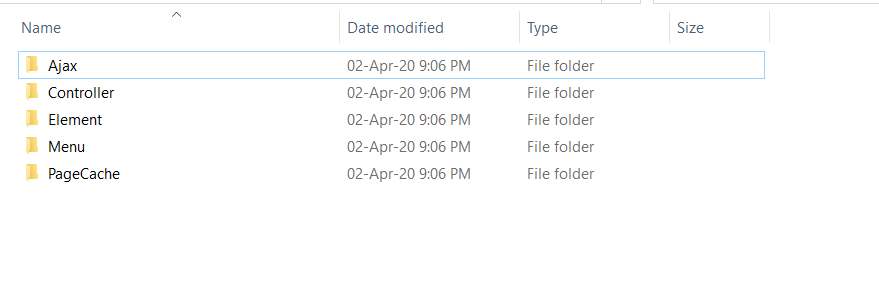 Name Date modified Type Size
Ajax 02-Apr-20 9:06 PM File folder
Controller 02-Apr-20 9:06 PM File folder
Element 02-Apr-20 9:06 PM File folder
Menu 02-Apr-20 9:06 PM File folder
PageCache 02-Apr-20 9:06 PM File folder